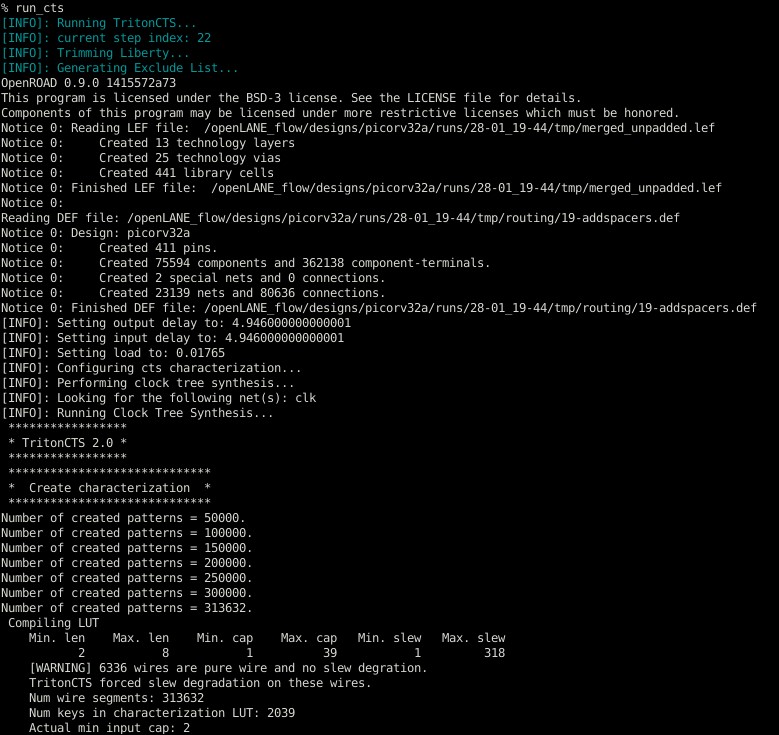 % run_cts
[INFO]: Running TritonCTS...
[INFO]: current step index: 22
[INFO]: Trimming Liberty...
[INFO]: Generating Exclude List...
OpenROAD 0.9.0 1415572a73
This program is licensed under the BSD-3 license. See the LICENSE file for details.
Components of this program may be licensed under more restrictive licenses which must be honored.
Notice 0: Reading LEF file:  /openLANE_flow/designs/picorv32a/runs/28-01_19-44/tmp/merged_unpadded.lef
Notice 0:     Created 13 technology layers
Notice 0:     Created 25 technology vias
Notice 0:     Created 441 library cells
Notice 0: Finished LEF file:  /openLANE_flow/designs/picorv32a/runs/28-01_19-44/tmp/merged_unpadded.lef
Notice 0:
Reading DEF file: /openLANE_flow/designs/picorv32a/runs/28-01_19-44/tmp/routing/19-addspacers.def
Notice 0: Design: picorv32a
Notice 0:     Created 411 pins.
Notice 0:     Created 75594 components and 362138 component-terminals.
Notice 0:     Created 2 special nets and 0 connections.
Notice 0:     Created 23139 nets and 80636 connections.
Notice 0: Finished DEF file: /openLANE_flow/designs/picorv32a/runs/28-01_19-44/tmp/routing/19-addspacers.def
[INFO]: Setting output delay to: 4.946000000000001
[INFO]: Setting input delay to: 4.946000000000001
[INFO]: Setting load to: 0.01765
[INFO]: Configuring cts characterization...
[INFO]: Performing clock tree synthesis...
[INFO]: Looking for the following net(s): clk
[INFO]: Running Clock Tree Synthesis...
 *****************
 * TritonCTS 2.0 *
 *****************
 *****************************
 *  Create characterization  *
 *****************************
Number of created patterns = 50000.
Number of created patterns = 100000.
Number of created patterns = 150000.
Number of created patterns = 200000.
Number of created patterns = 250000.
Number of created patterns = 300000.
Number of created patterns = 313632.
 Compiling LUT
    Min. len    Max. len    Min. cap    Max. cap   Min. slew   Max. slew
           2           8           1          39           1         318
    [WARNING] 6336 wires are pure wire and no slew degration.
    TritonCTS forced slew degradation on these wires.
    Num wire segments: 313632
    Num keys in characterization LUT: 2039
    Actual min input cap: 2